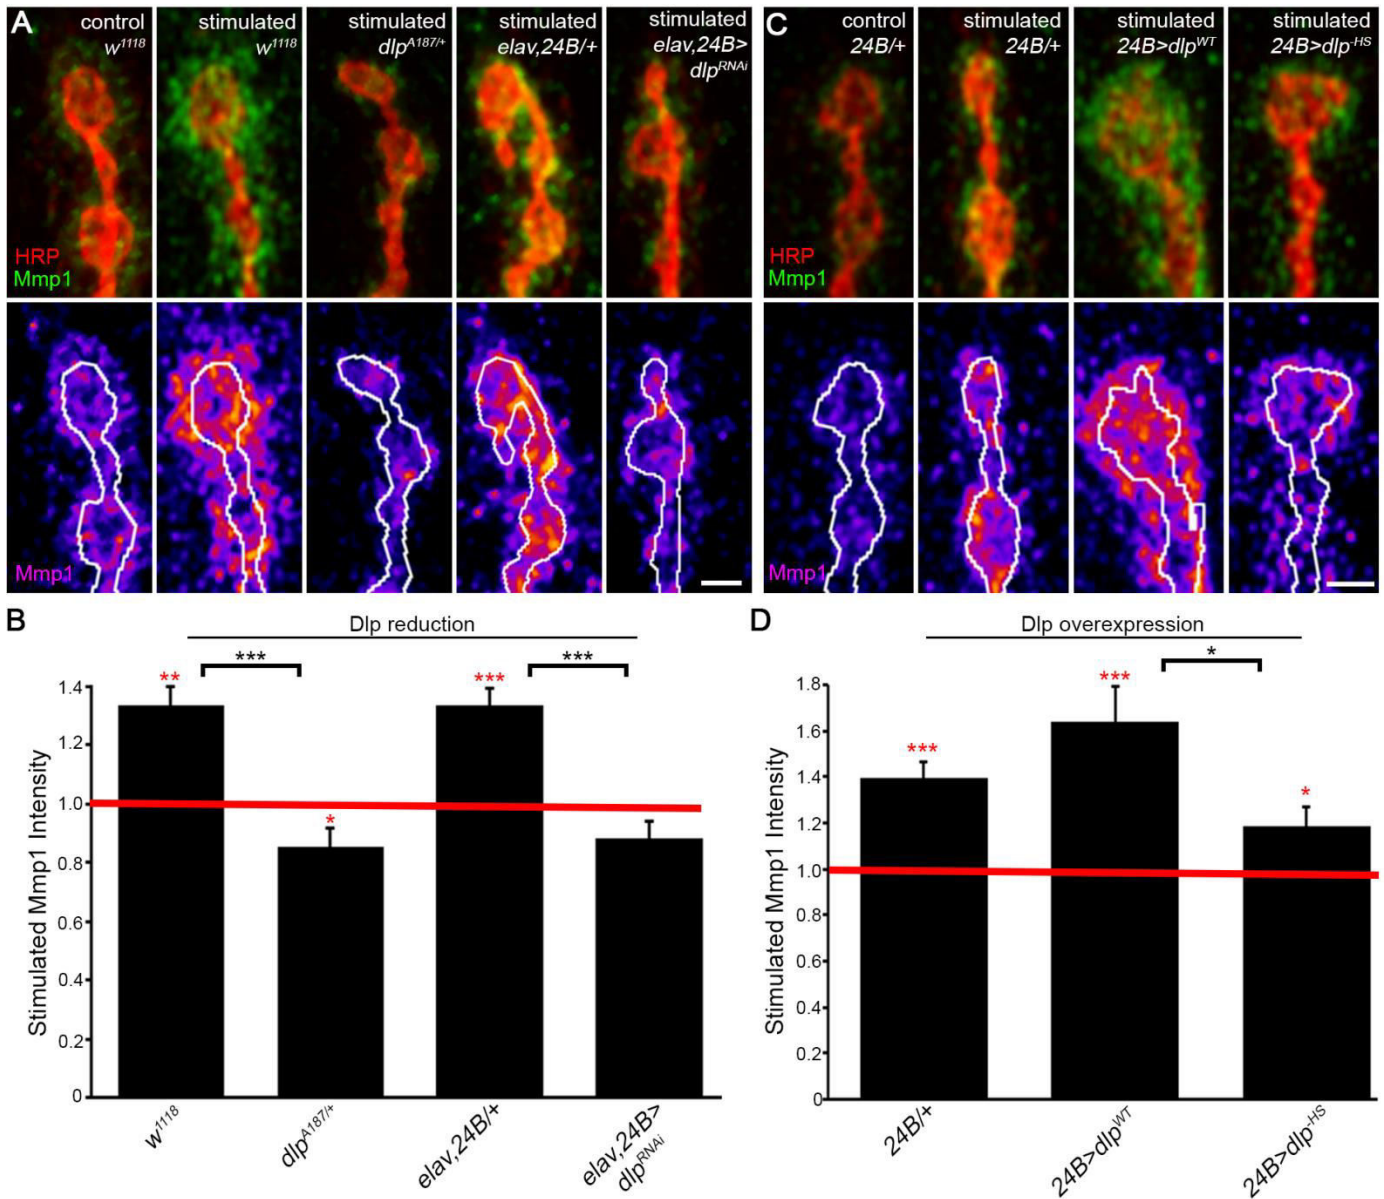 A
control
w1118
stimulated
w1118
stimulated
dlpA187/+
stimulated
elav,24B/+
stimulated
elav,24B>
dlpRNAi
HRP
Mmp1
Mmp1
C
control
24B/+
stimulated
24B/+
stimulated
24B>dlpWT
stimulated
24B>dlp-HS
HRP
Mmp1
Mmp1
B
Dlp reduction
***
***
**
***
*
Stimulated Mmp1 Intensity
1.4
1.2
1.0
0.8
0.6
0.4
0.2
0
w1118
dlpA187/+
elav,24B/+
elav,24B>
dlpRNAi
D
Dlp overexpression
*
***
***
*
Stimulated Mmp1 Intensity
1.8
1.6
1.4
1.2
1.0
0.8
0.6
0.4
0.2
0
24B/+
24B>dlpWT
24B>dlp-HS